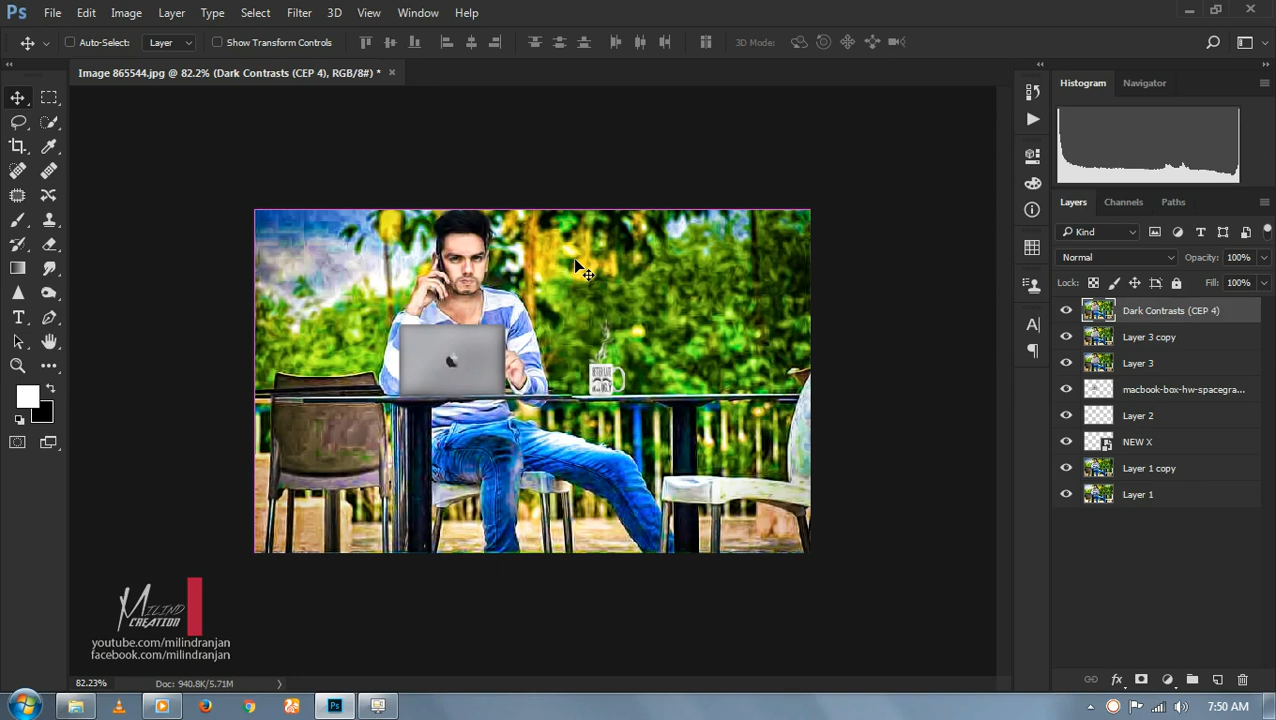 Ps File Edit Image Layer Type Select Filter 3D View Window Help
Auto-Select: Layer Show Transform Controls 3D Mode:
Image 865544.jpg @ 82.2% (Dark Contrasts (CEP 4), RGB/8#) * ×
Histogram Navigator
Layers Channels Paths
Kind
Normal Opacity: 100%
Lock: Fill: 100%
Dark Contrasts (CEP 4)
Layer 3 copy
Layer 3
macbook-box-hw-spacegra...
Layer 2
NEW X
Layer 1 copy
Layer 1
MILIND
CREATION
youtube.com/milindranjan
facebook.com/milindranjan
82.23% Doc: 940.8K/5.71M
Ps 7:50 AM